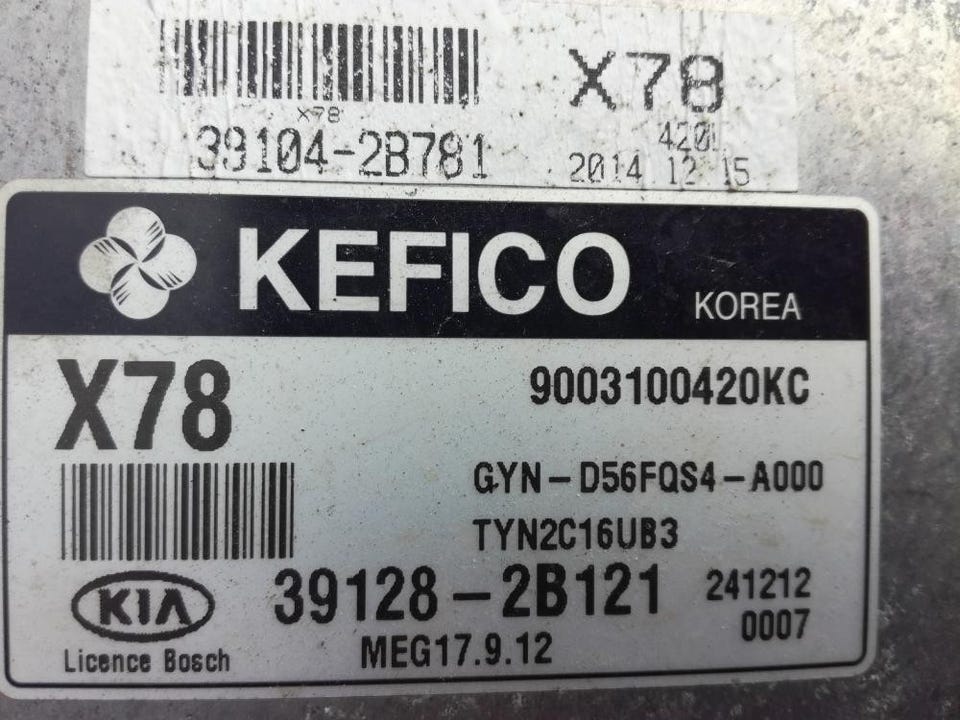 X78
X78
39104-2B781
420L
2014 12 15
KEFICO KOREA
X78
9003100420KC
GYN-D56FQS4-A000
TYN2C16UB3
KIA
39128-2B121
241212
0007
Licence Bosch
MEG17.9.12